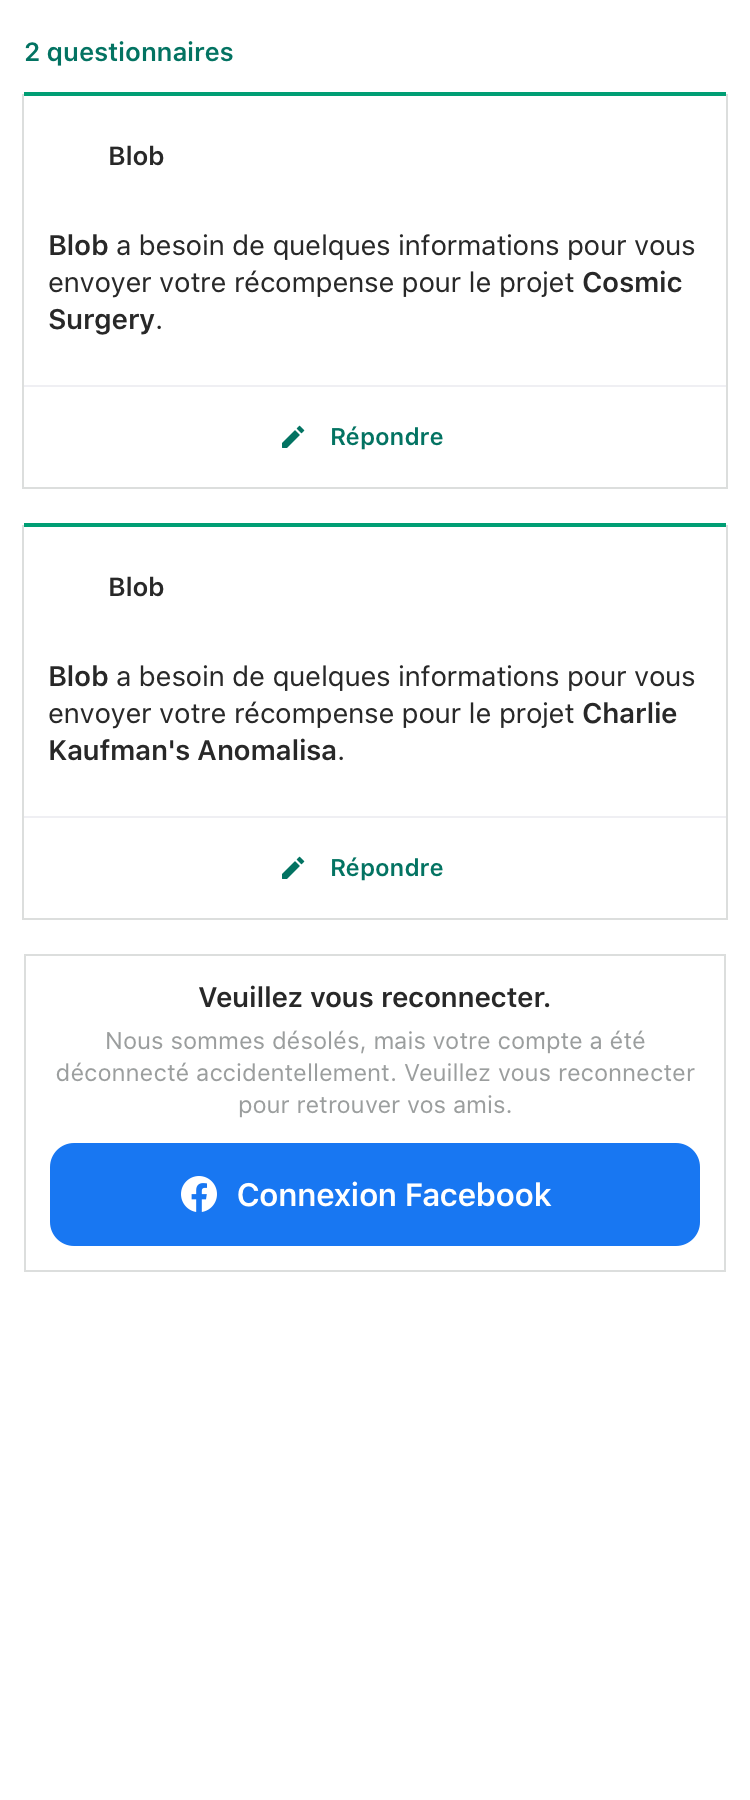 2 questionnaires
Blob
Blob a besoin de quelques informations pour vous
envoyer votre récompense pour le projet Cosmic
Surgery.
Répondre
Blob
Blob a besoin de quelques informations pour vous
envoyer votre récompense pour le projet Charlie
Kaufman's Anomalisa.
Répondre
Veuillez vous reconnecter.
Nous sommes désolés, mais votre compte a été
déconnecté accidentellement. Veuillez vous reconnecter
pour retrouver vos amis.
Connexion Facebook